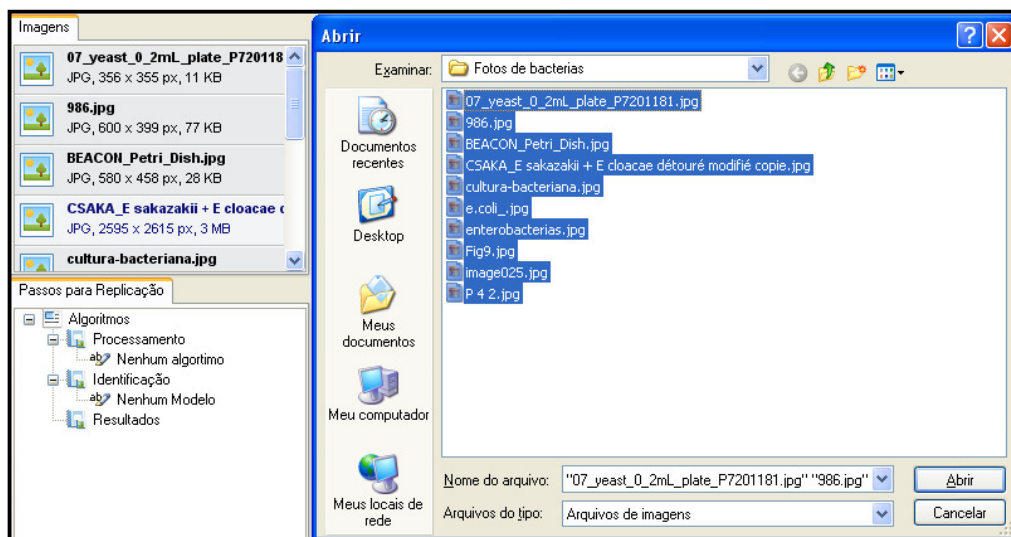 Imagens
07_yeast_0_2mL_plate_P720118
JPG, 356 x 355 px, 11 KB
986.jpg
JPG, 600 x 399 px, 77 KB
BEACON_Petri_Dish.jpg
JPG, 580 x 458 px, 28 KB
CSAKA_E sakazakii + E cloacae d
JPG, 2595 x 2615 px, 3 MB
cultura-bacteriana.jpg
Passos para Replicação
Algoritmos
Processamento
Nenhum algortimo
Identificação
Nenhum Modelo
Resultados
Abrir
Examinar:
Fotos de bacterias
Documentos
recentes
Desktop
Meus
documentos
Meu computador
Meus locais de
rede
07_yeast_0_2mL_plate_P7201181.jpg
986.jpg
BEACON_Petri_Dish.jpg
CSAKA_E sakazakii + E cloacae détouré modifié copie.jpg
cultura-bacteriana.jpg
e.coli_.jpg
enterobacterias.jpg
Fig9.jpg
image025.jpg
P 4 2.jpg
Nome do arquivo:
"07_yeast_0_2mL_plate_P7201181.jpg" "986.jpg"
Abrir
Arquivos do tipo:
Arquivos de imagens
Cancelar